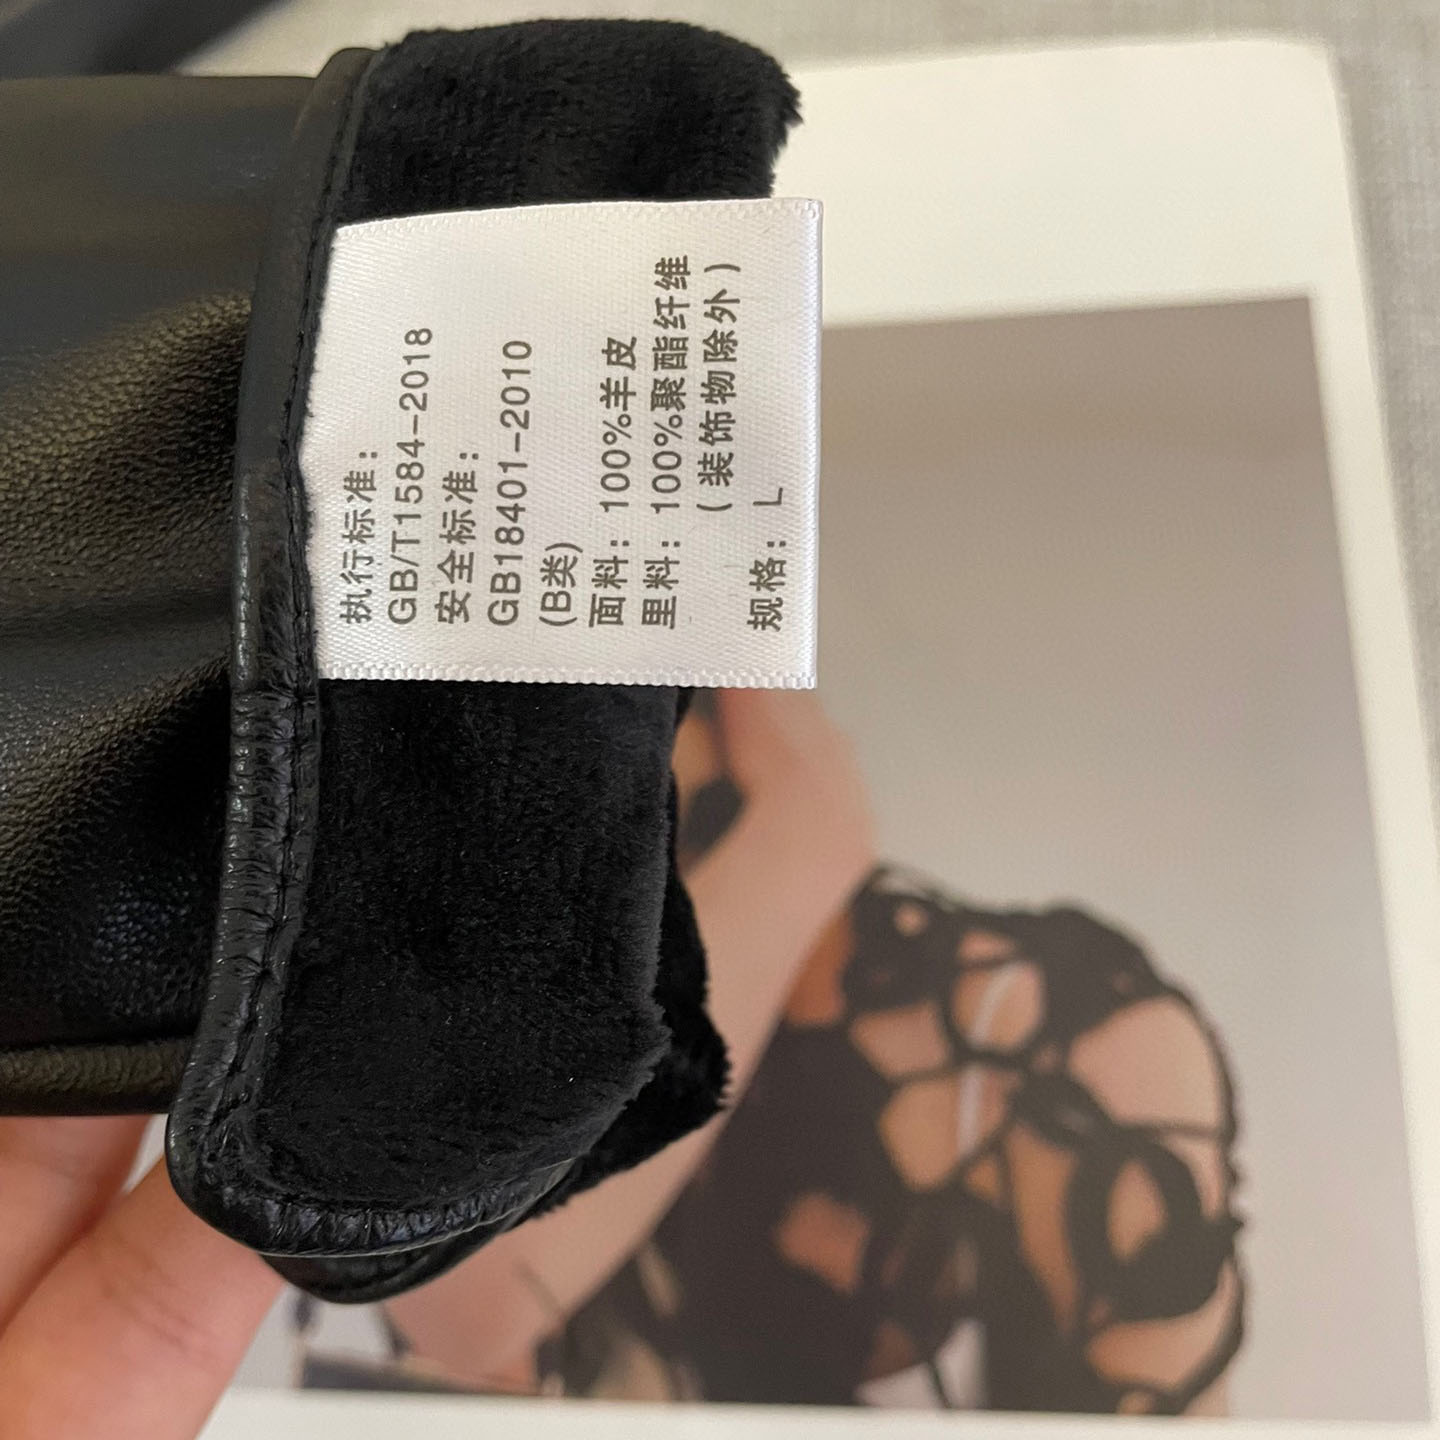 执行标准：
GB/T1584-2018
安全标准：
GB18401-2010
(B类)
面料：100%羊皮
里料：100%聚酯纤维
(装饰物除外)
规格：L